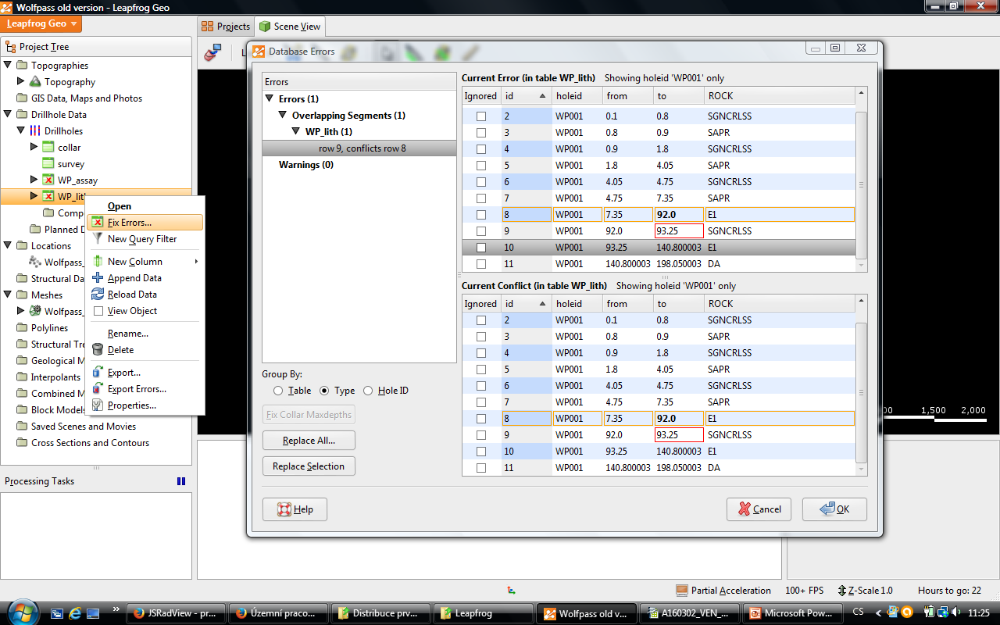 Wolfpass old version - Leapfrog Geo
Leapfrog Geo
Projects
Scene View
Project Tree
Topographies
Topography
GIS Data, Maps and Photos
Drillhole Data
Drillholes
collar
survey
WP_assay
WP_lith
Comp
Planned D
Locations
Wolfpass_
Structural Da
Meshes
Wolfpass_
Polylines
Structural Tre
Geological M
Interpolants
Combined M
Block Models
Saved Scenes and Movies
Cross Sections and Contours
Open
Fix Errors...
New Query Filter
New Column
Append Data
Reload Data
View Object
Rename...
Delete
Export...
Export Errors...
Properties...
Processing Tasks
Database Errors
Errors
Errors (1)
Overlapping Segments (1)
WP_lith (1)
row 9, conflicts row 8
Warnings (0)
Group By:
Table Type Hole ID
Fix Collar Maxdepths
Replace All...
Replace Selection
Current Error (in table WP_lith) Showing holeid 'WP001' only
Ignored id holeid from to ROCK
2 WP001 0.1 0.8 SGNCRLSS
3 WP001 0.8 0.9 SAPR
4 WP001 0.9 1.8 SGNCRLSS
5 WP001 1.8 4.05 SAPR
6 WP001 4.05 4.75 SGNCRLSS
7 WP001 4.75 7.35 SAPR
8 WP001 7.35 92.0 E1
9 WP001 92.0 93.25 SGNCRLSS
10 WP001 93.25 140.800003 E1
11 WP001 140.800003 198.050003 DA
Current Conflict (in table WP_lith) Showing holeid 'WP001' only
Ignored id holeid from to ROCK
2 WP001 0.1 0.8 SGNCRLSS
3 WP001 0.8 0.9 SAPR
4 WP001 0.9 1.8 SGNCRLSS
5 WP001 1.8 4.05 SAPR
6 WP001 4.05 4.75 SGNCRLSS
7 WP001 4.75 7.35 SAPR
8 WP001 7.35 92.0 E1
9 WP001 92.0 93.25 SGNCRLSS
10 WP001 93.25 140.800003 E1
11 WP001 140.800003 198.050003 DA
Help
Cancel
OK
00 1,500 2,000
Partial Acceleration 100+ FPS Z-Scale 1.0 Hours to go: 22
JSRadView - pr...
Územní praco...
Distribuce prv...
Leapfrog
Wolfpass old v...
A160302_VEN_...
Microsoft Pow...
CS
11:25